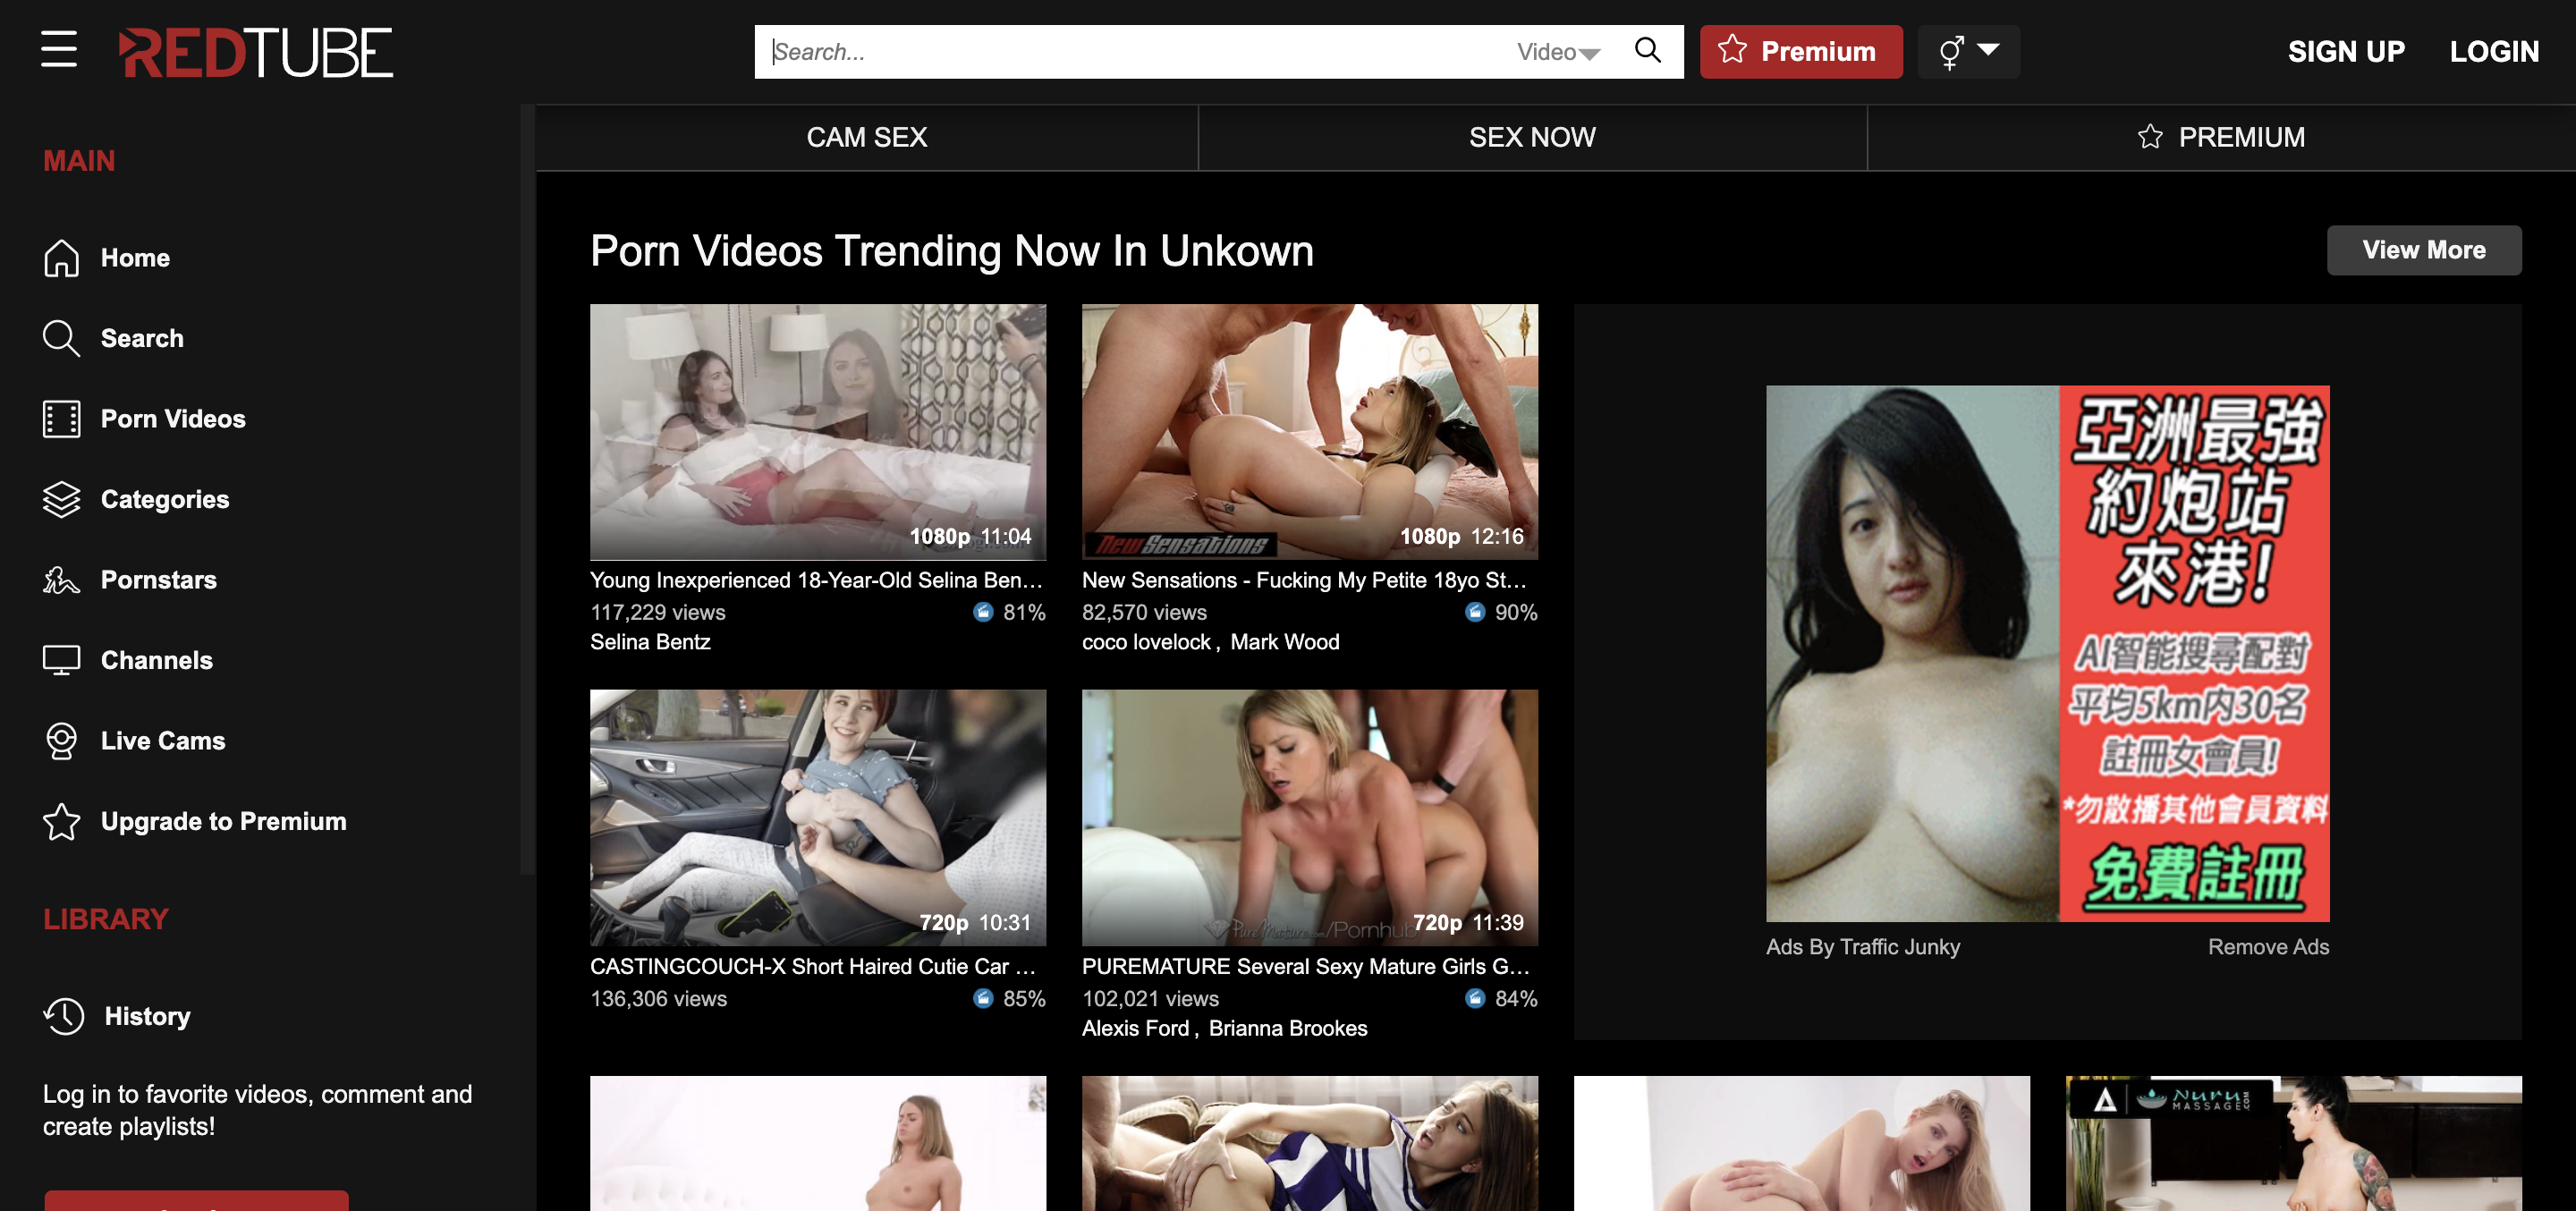 REDTUBE
Search...
Video
Premium
SIGN UP
LOGIN
MAIN
Home
Search
Porn Videos
Categories
Pornstars
Channels
Live Cams
Upgrade to Premium
LIBRARY
History
Log in to favorite videos, comment and
create playlists!
CAM SEX
SEX NOW
PREMIUM
Porn Videos Trending Now In Unkown
View More
1080p 11:04
Young Inexperienced 18-Year-Old Selina Ben...
117,229 views
81%
Selina Bentz
New Sensations
1080p 12:16
New Sensations - Fucking My Petite 18yo St...
82,570 views
90%
coco lovelock , Mark Wood
720p 10:31
CASTINGCOUCH-X Short Haired Cutie Car ...
136,306 views
85%
PureMature.com/Pornhub
720p 11:39
PUREMATURE Several Sexy Mature Girls G...
102,021 views
84%
Alexis Ford , Brianna Brookes
亞洲最強
約炮站
來港!
AI智能搜尋配對
平均5km內30名
註冊女會員!
*勿散播其他會員資料
免費註冊
Ads By Traffic Junky
Remove Ads
NURU
MASSAGE.COM